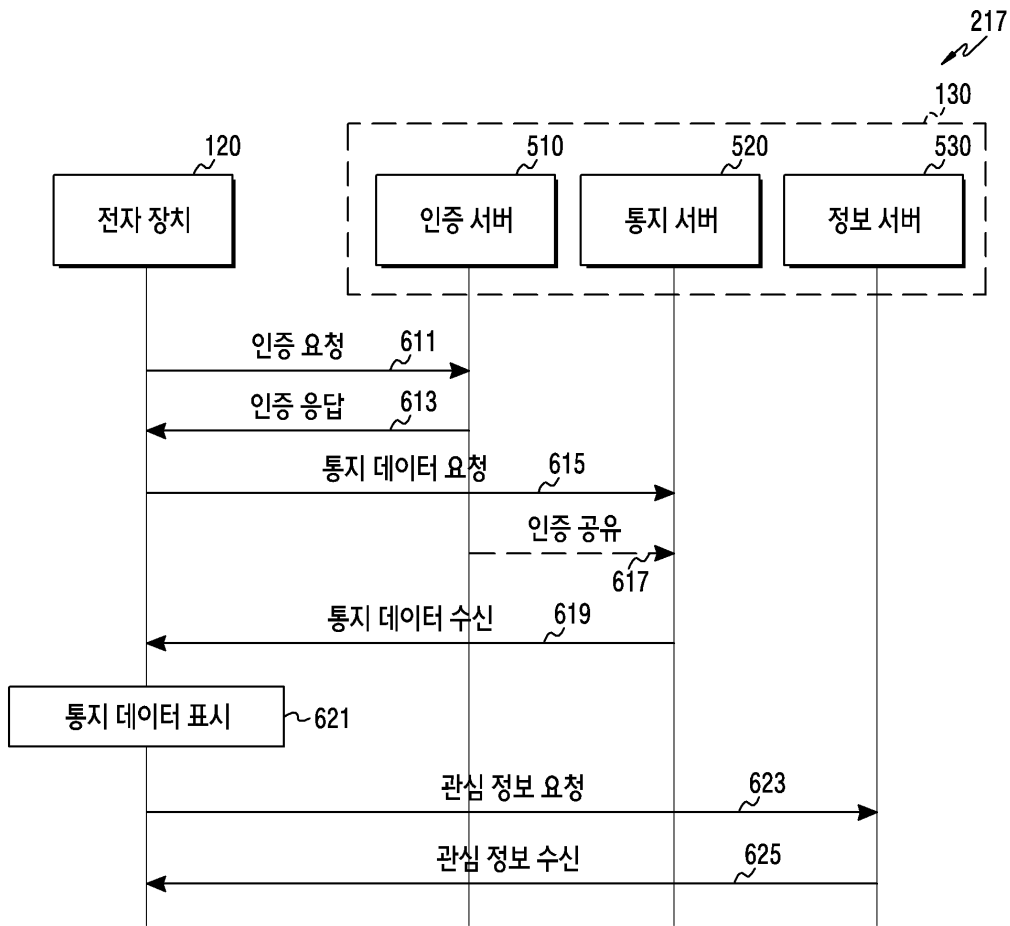 217
130
120
510
520
530
전자 장치
인증 서버
통지 서버
정보 서버
인증 요청
611
인증 응답
613
통지 데이터 요청
615
인증 공유
617
통지 데이터 수신
619
통지 데이터 표시
621
관심 정보 요청
623
관심 정보 수신
625